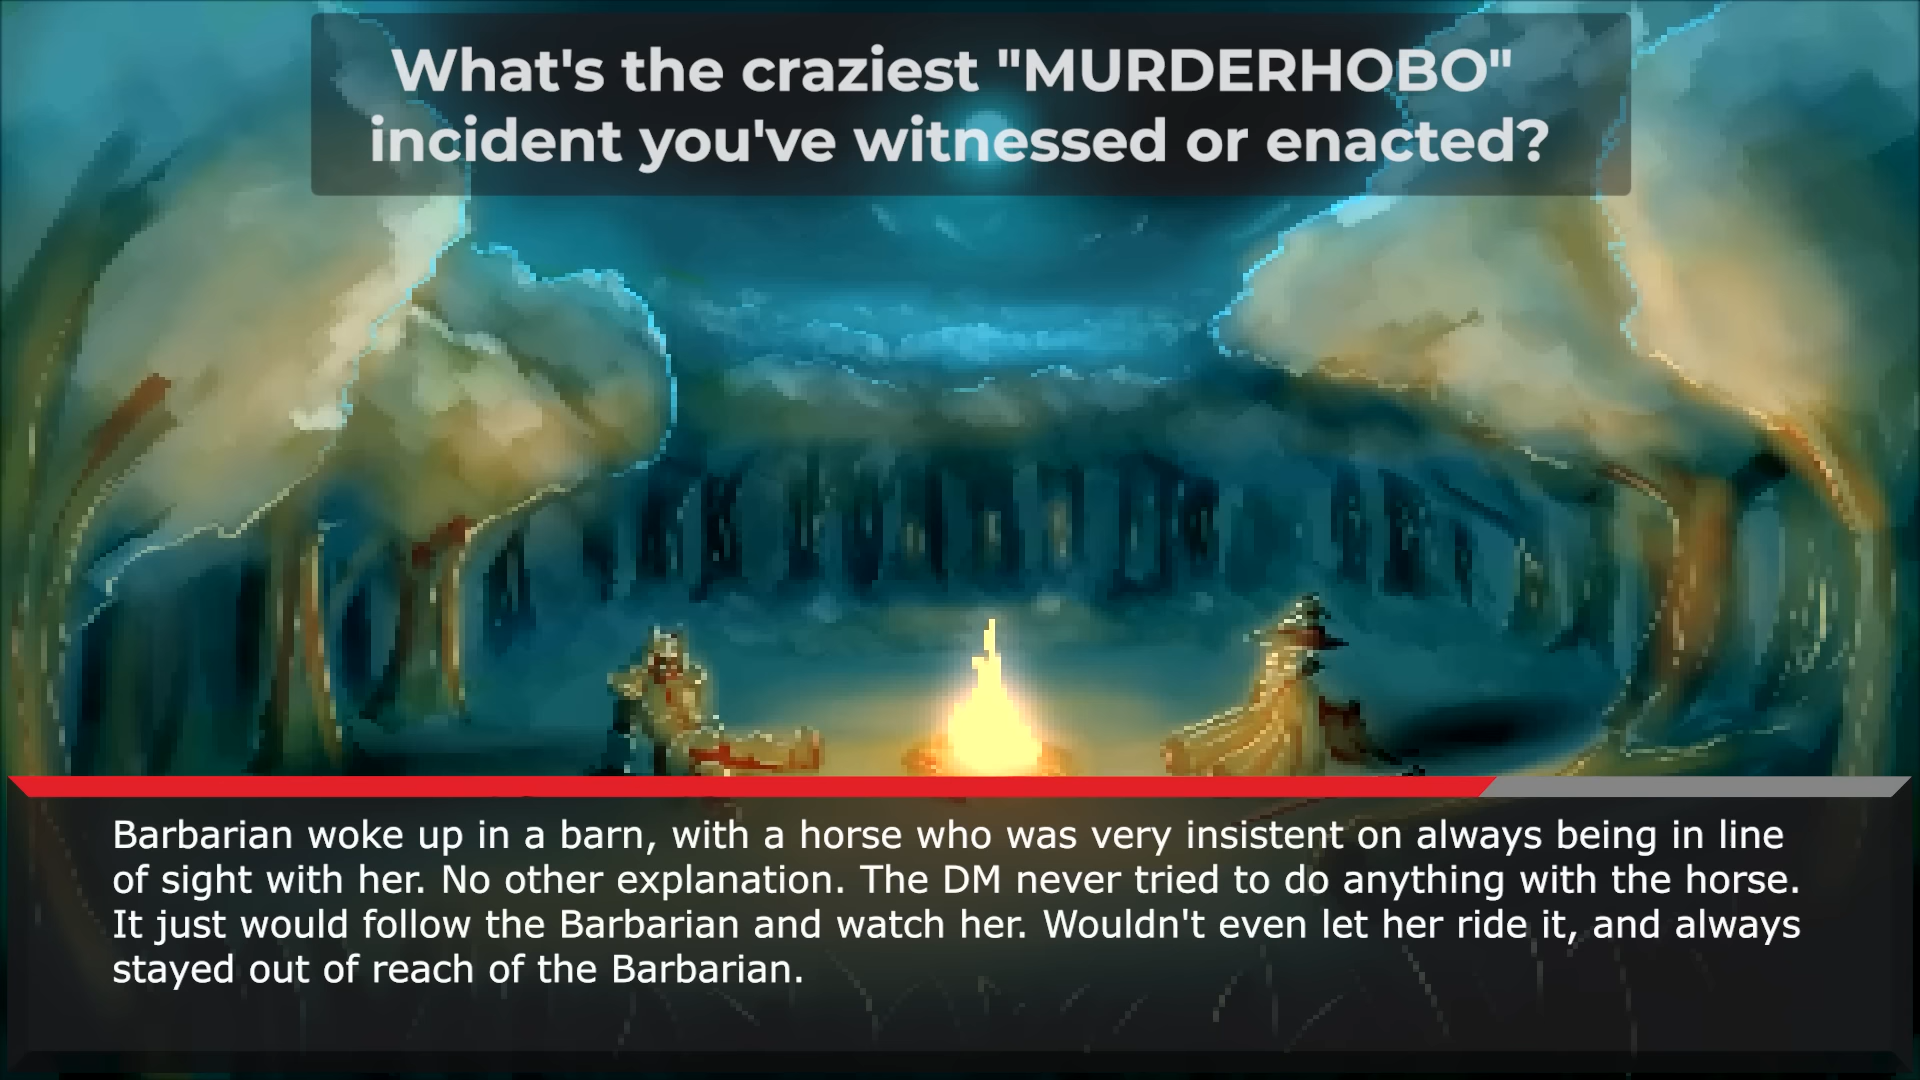 What's the craziest "MURDERHOBO"
incident you've witnessed or enacted?
Barbarian woke up in a barn, with a horse who was very insistent on always being in line
of sight with her. No other explanation. The DM never tried to do anything with the horse.
It just would follow the Barbarian and watch her. Wouldn't even let her ride it, and always
stayed out of reach of the Barbarian.